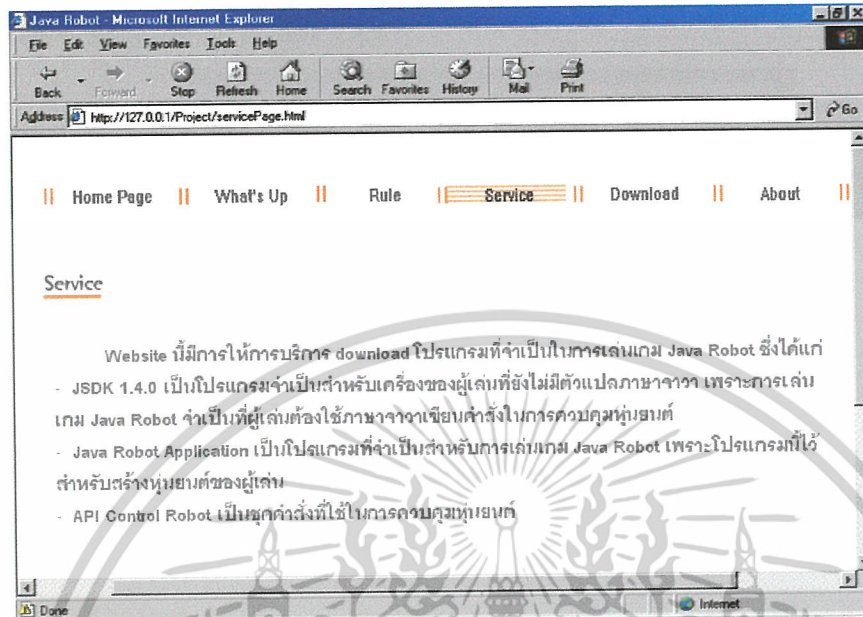 Java Robot - Microsoft Internet Explorer
File Edit View Favorites Tools Help
Back Forward Stop Refresh Home Search Favorites History Mail Print
Address http://127.0.0.1/Project/servicePage.html Go
Home Page What's Up Rule Service Download About
Service
Website นี้มีการให้การบริการ download โปรแกรมที่จำเป็นในการเล่นเกม Java Robot ซึ่งได้แก่
- JSDK 1.4.0 เป็นโปรแกรมจำเป็นสำหรับเครื่องของผู้เล่นที่ยังไม่มีตัวแปลภาษาจาวา เพราะการเล่น
เกม Java Robot จำเป็นที่ผู้เล่นต้องใช้ภาษาจาวาเขียนคำสั่งในการควบคุมหุ่นยนต์
- Java Robot Application เป็นโปรแกรมที่จำเป็นสำหรับการเล่นเกม Java Robot เพราะโปรแกรมนี้ไว้
สำหรับสร้างหุ่นยนต์ของผู้เล่น
- API Control Robot เป็นชุดคำสั่งที่ใช้ในการควบคุมหุ่นยนต์
Done Internet